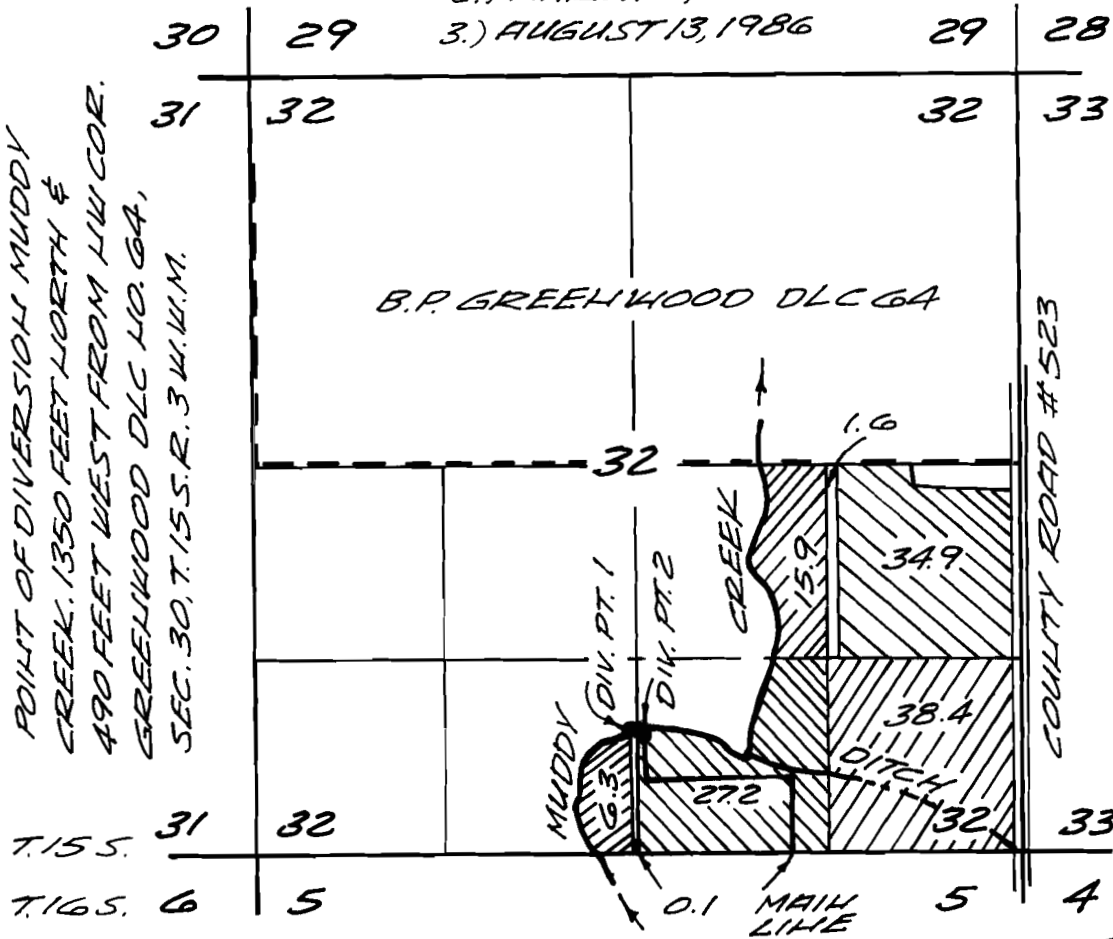 3.) AUGUST 13, 1986
30 29 29 28
31 32 32 33
POINT OF DIVERSION MUDDY
CREEK. 1350 FEET NORTH &
490 FEET WEST FROM NW COR.
GREENWOOD DLC NO. 64,
SEC. 30, T. 15 S. R. 3 W. W. M.
B.P. GREENWOOD DLC 64
COUNTY ROAD #523
1.6
32
CREEK
15.9
34.9
DIV. PT. 1
DIV. PT. 2
38.4
MUDDY
6.3
27.2
DITCH
T. 15 S. 31 32 32 33
T. 16 S. 6 5 5 4
0.1 MAIN
LINE